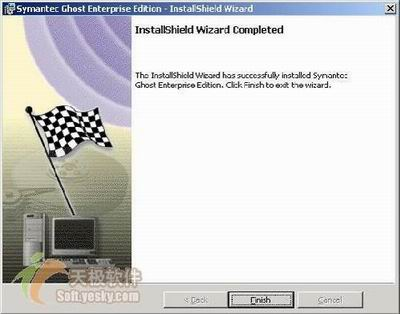 Symantec Ghost Enterprise Edition - InstallShield Wizard
InstallShield Wizard Completed
The InstallShield Wizard has successfully installed Symantec
Ghost Enterprise Edition. Click Finish to exit the wizard.
天极软件
Soft.yesky.com
< Back
Finish
Cancel